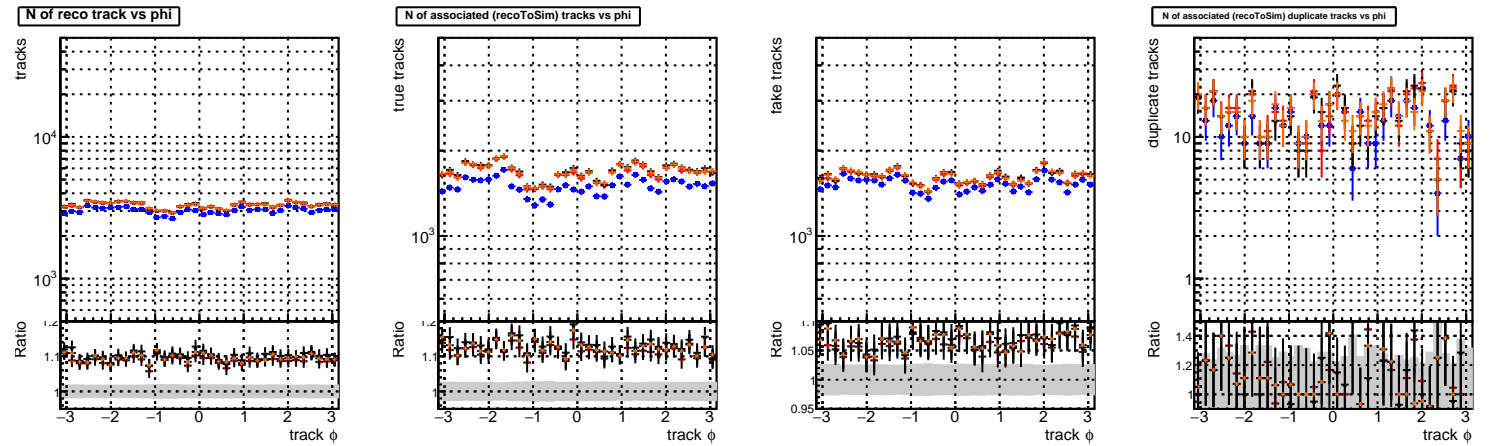 N of reco track vs phi
tracks
10⁴
10³
Ratio
1.2
1.1
1
−3 −2 −1 0 1 2 3
track ϕ
N of associated (recoToSim) tracks vs phi
true tracks
10³
Ratio
1.2
1.1
1
−3 −2 −1 0 1 2 3
track ϕ
fake tracks
10³
Ratio
1.1
1.05
1
0.95
−3 −2 −1 0 1 2 3
track ϕ
N of associated (recoToSim) duplicate tracks vs phi
duplicate tracks
10
1
Ratio
1.4
1.2
1
−3 −2 −1 0 1 2 3
track ϕ